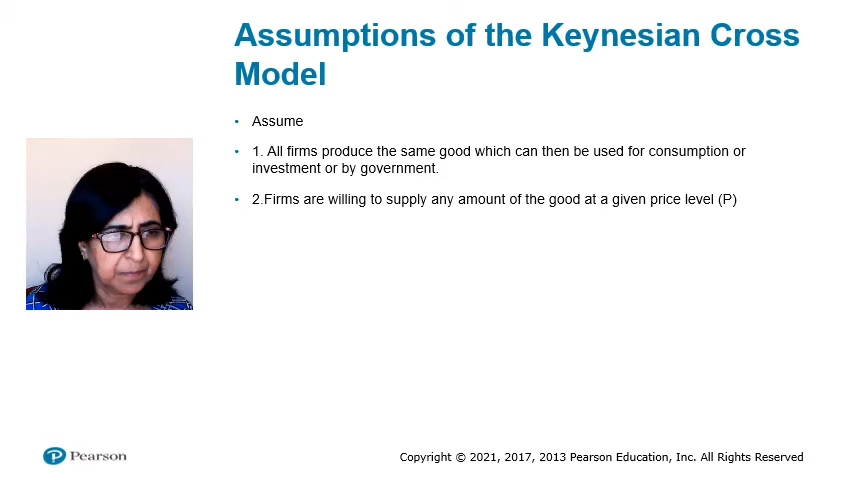 Assumptions of the Keynesian Cross
Model
• Assume
• 1. All firms produce the same good which can then be used for consumption or
investment or by government.
• 2.Firms are willing to supply any amount of the good at a given price level (P)
Pearson
Copyright © 2021, 2017, 2013 Pearson Education, Inc. All Rights Reserved